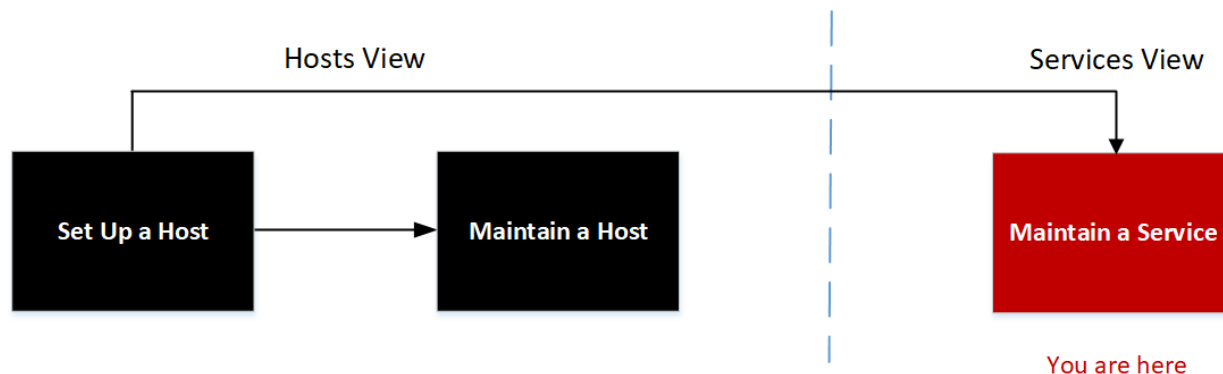 Hosts View
Services View
Set Up a Host
Maintain a Host
Maintain a Service
You are here